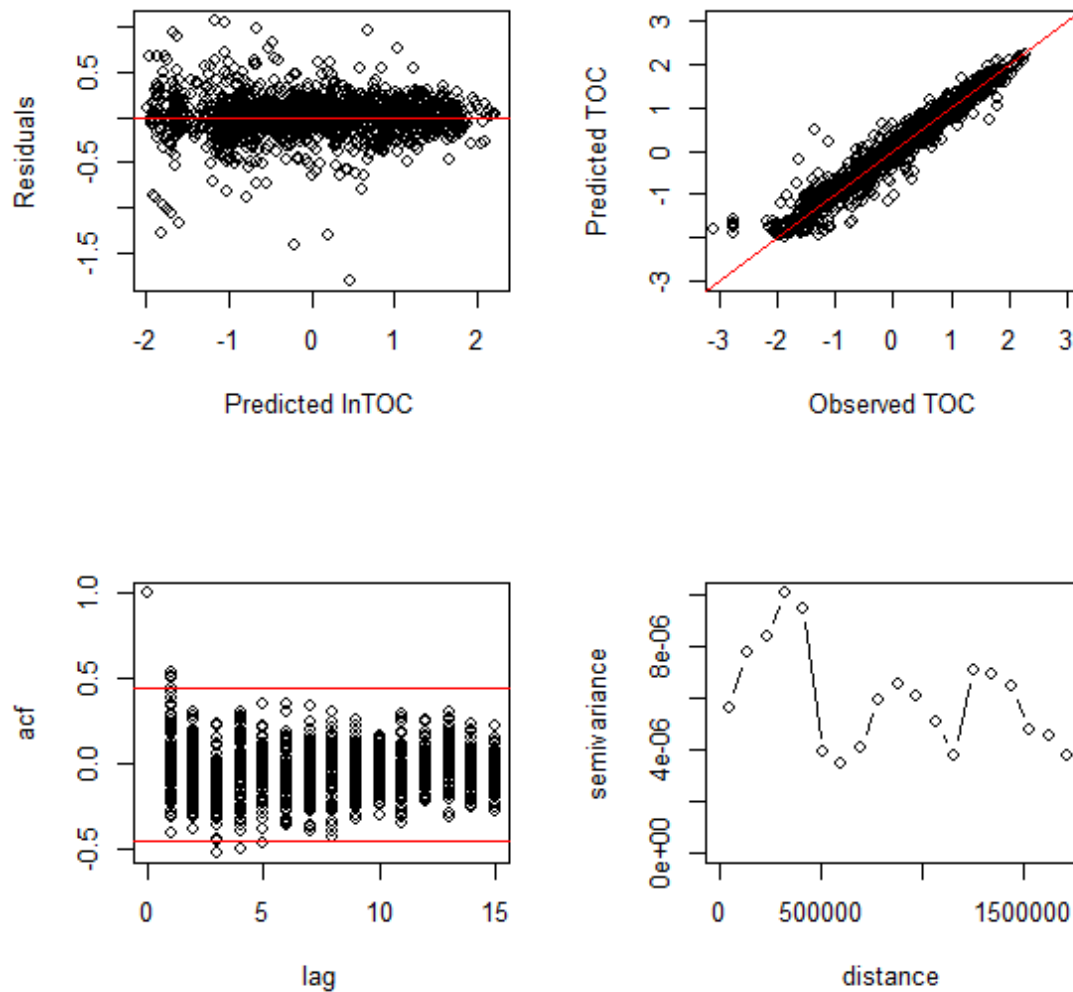 Residuals
-1.5 -0.5 0.5
-2 -1 0 1 2
Predicted lnTOC
Predicted TOC
-3 -1 0 1 2 3
-3 -2 -1 0 1 2 3
Observed TOC
acf
-0.5 0.0 0.5 1.0
0 5 10 15
lag
semivariance
0e+00 4e-06 8e-06
0 500000 1500000
distance